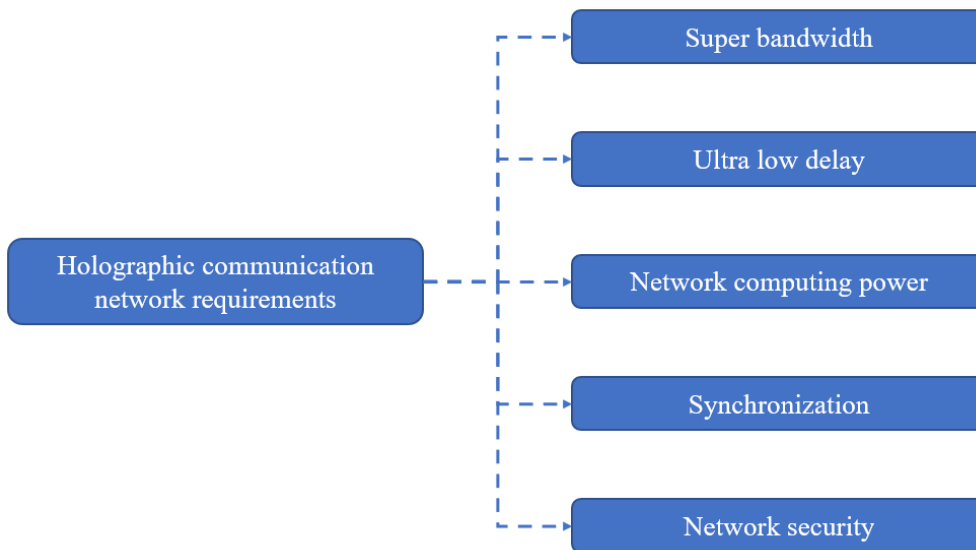 Super bandwidth
Ultra low delay
Holographic communication
network requirements
Network computing power
Synchronization
Network security